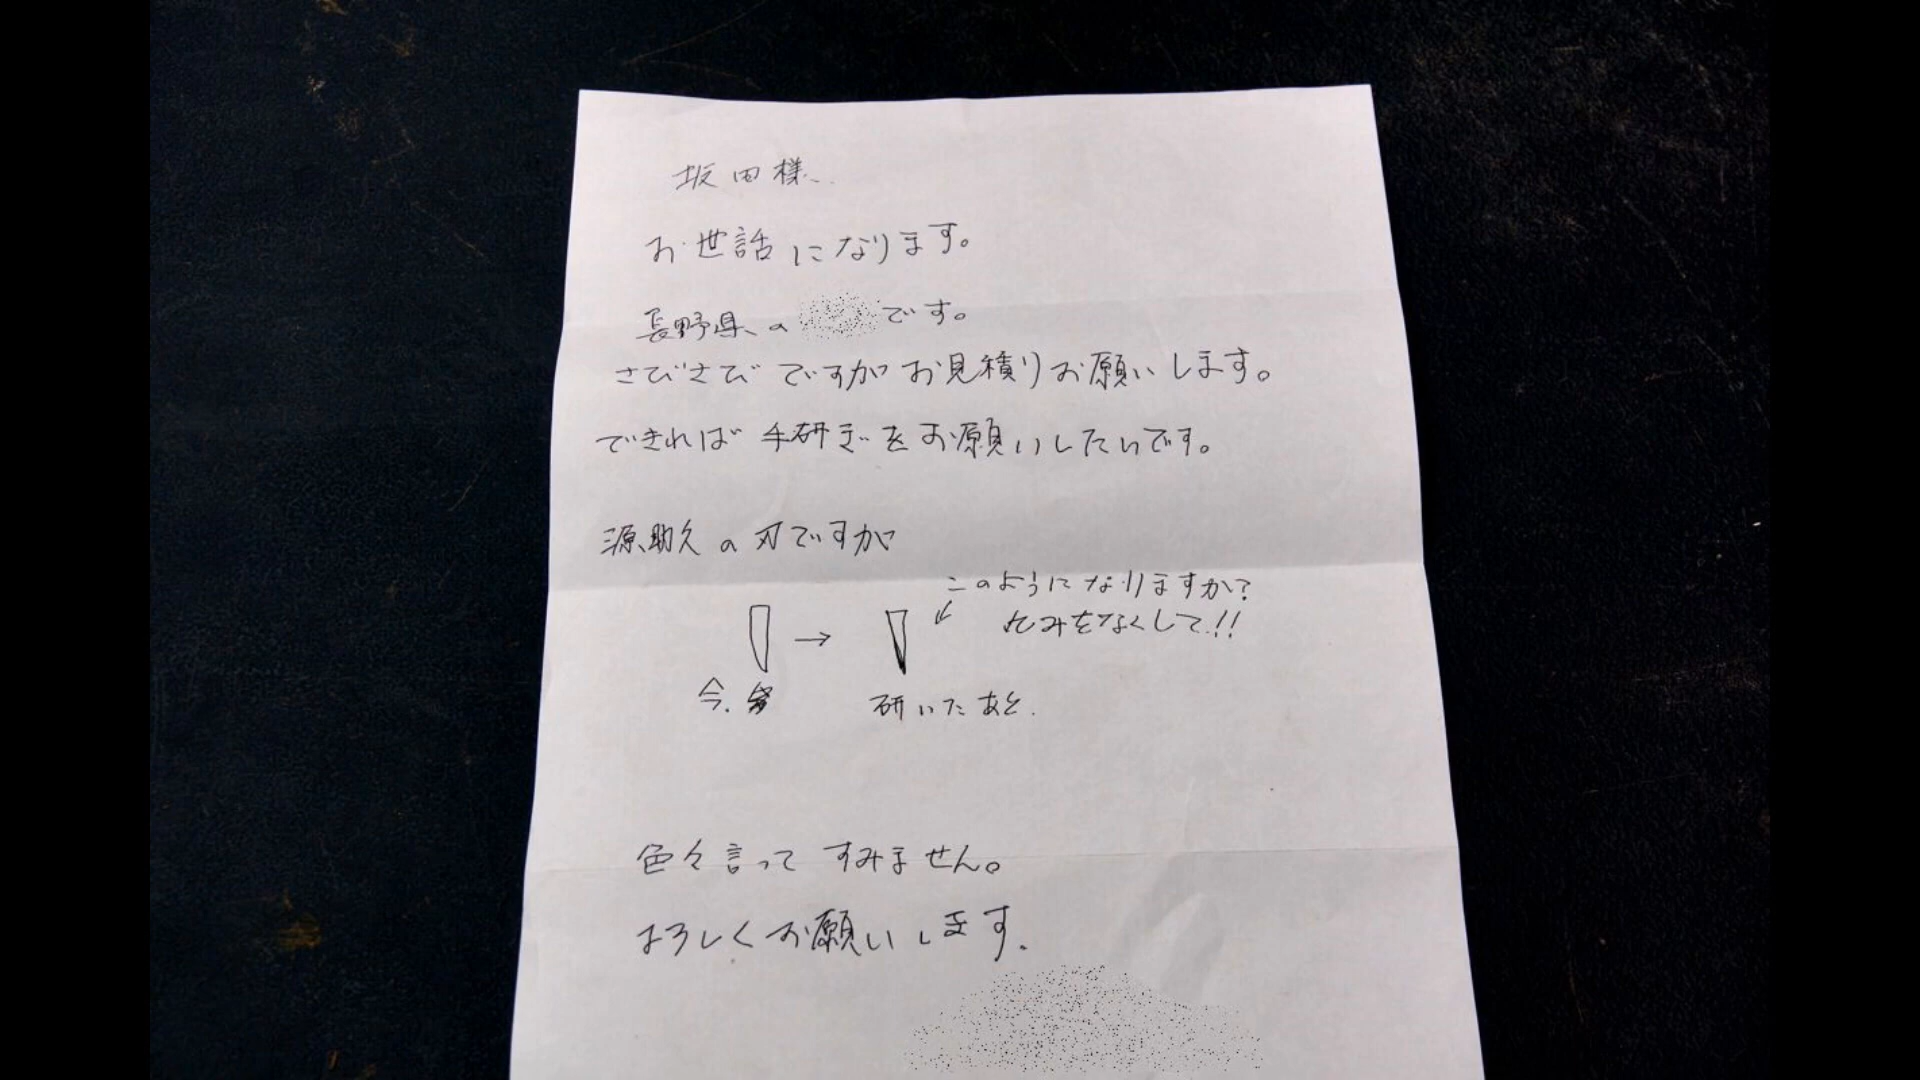 坂田様
お世話になります。
長野県の です。
さびさびですがお見積りお願いします。
できれば手研ぎをお願いしたいです。
源助久の刃ですが
このようになりますか?
丸みをなくして!!
→
今.
研いたあと.
色々言ってすみません。
よろしくお願いします.